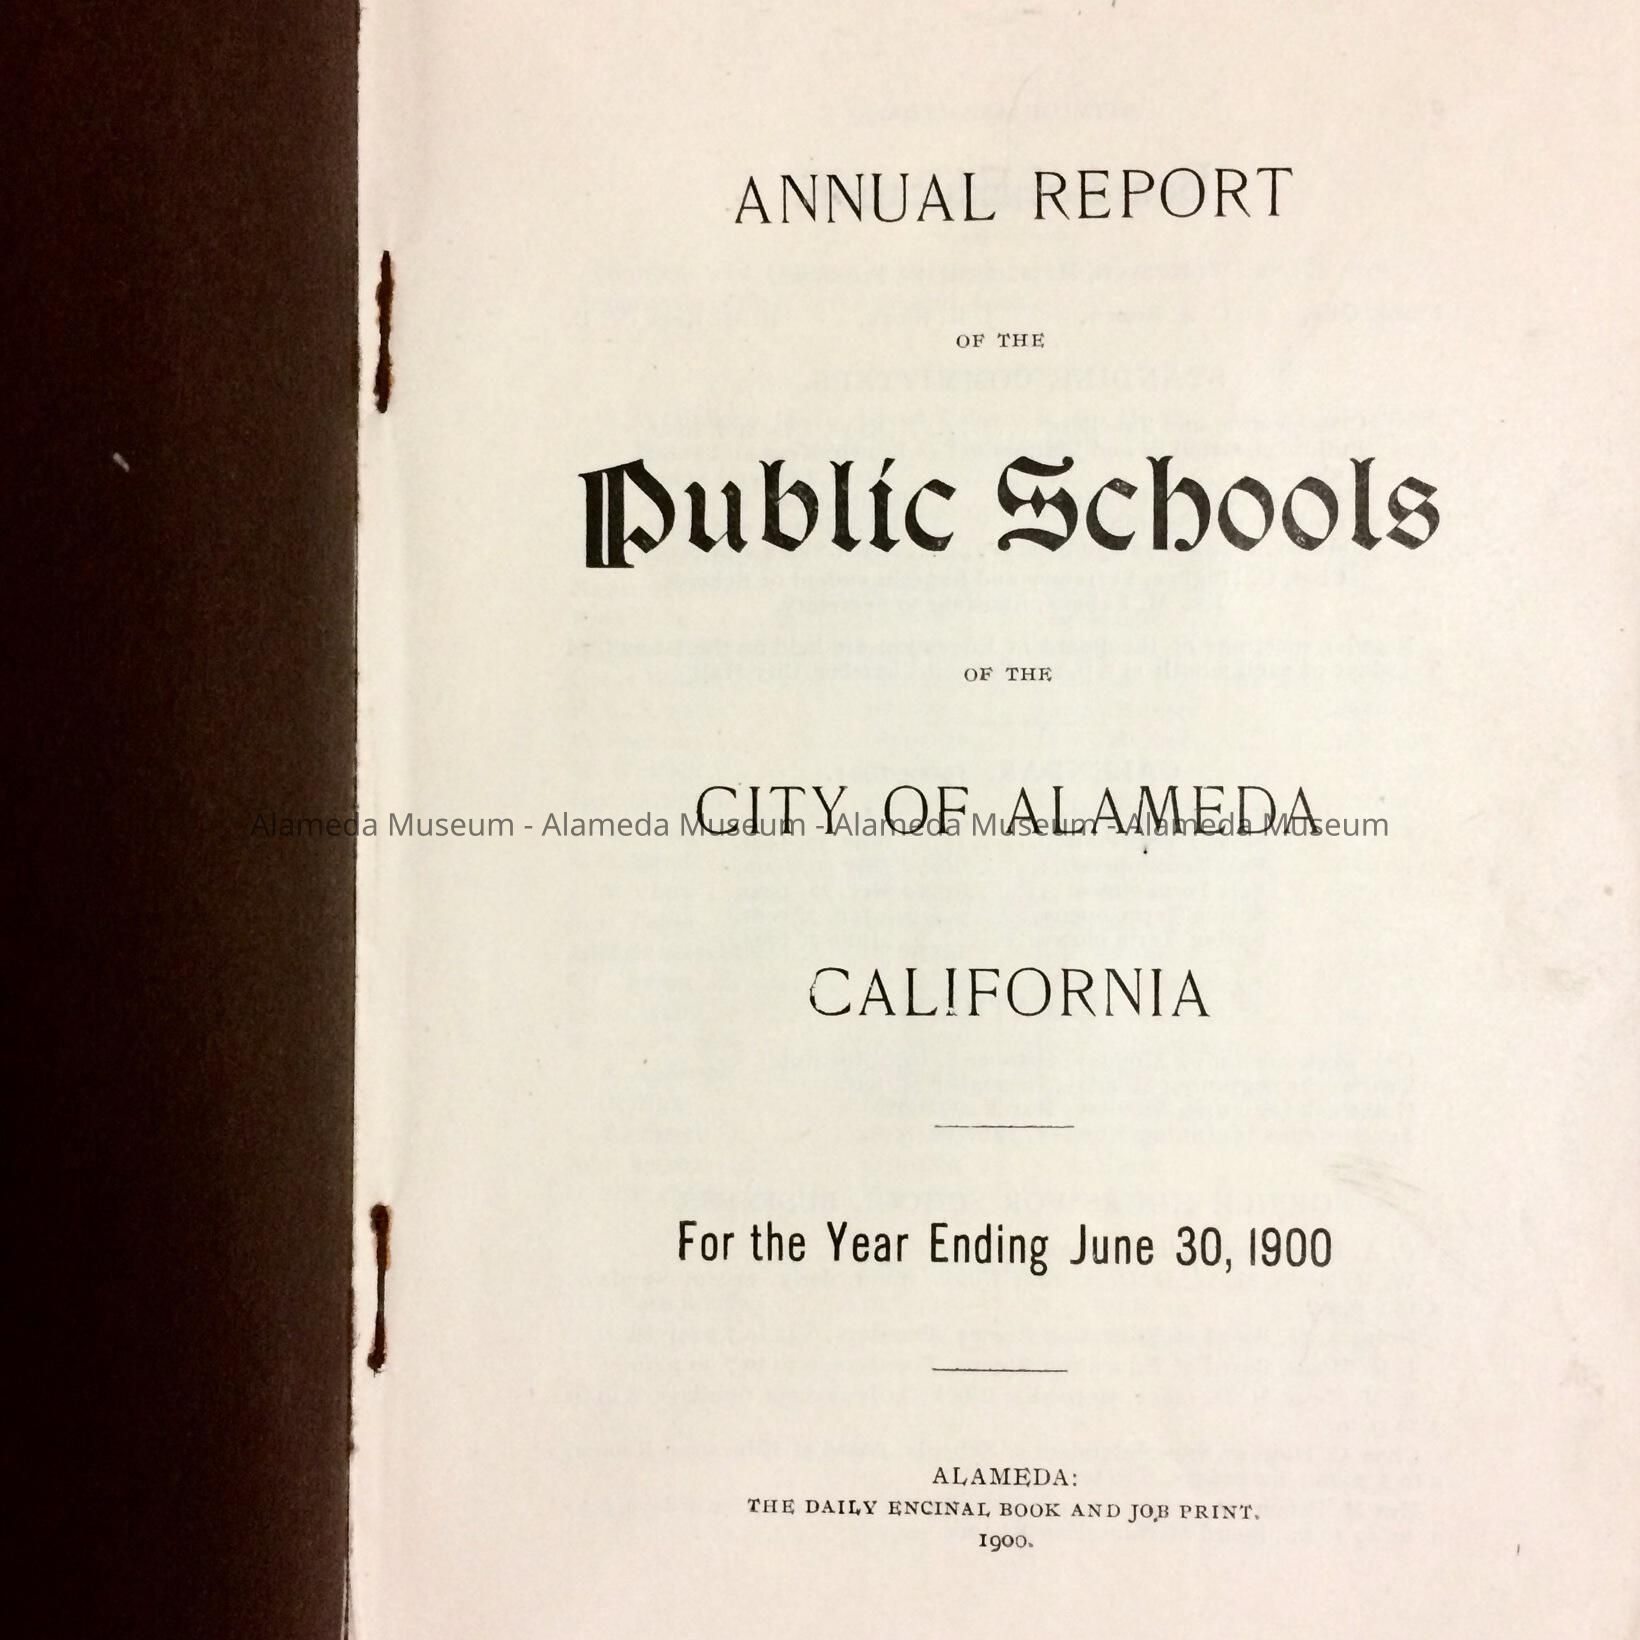 ANNUAL REPORT
OF THE
Public Schools
OF THE
CITY OF ALAMEDA
Alameda Museum - Alameda Museum - Alameda Museum - Alameda Museum
CALIFORNIA
For the Year Ending June 30, 1900
ALAMEDA:
THE DAILY ENCINAL BOOK AND JOB PRINT.
1900.